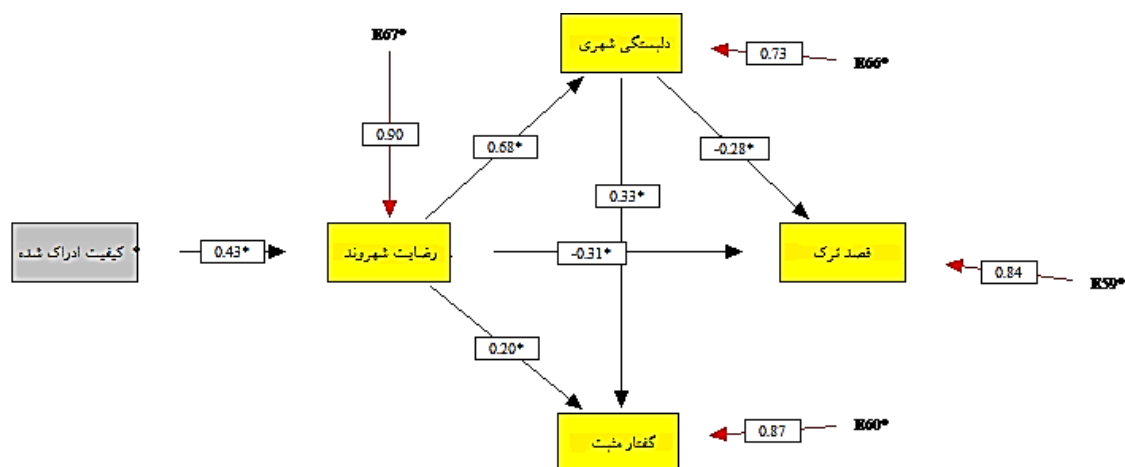 دلبستگی شهری
E67*
0.73
E66*
0.90
0.68*
-0.28*
0.33*
کیفیت ادراک شده *
0.43*
رضایت شهروند
-0.31*
قصد ترک
0.84
E59*
0.20*
گفتار مثبت
0.87
E60*